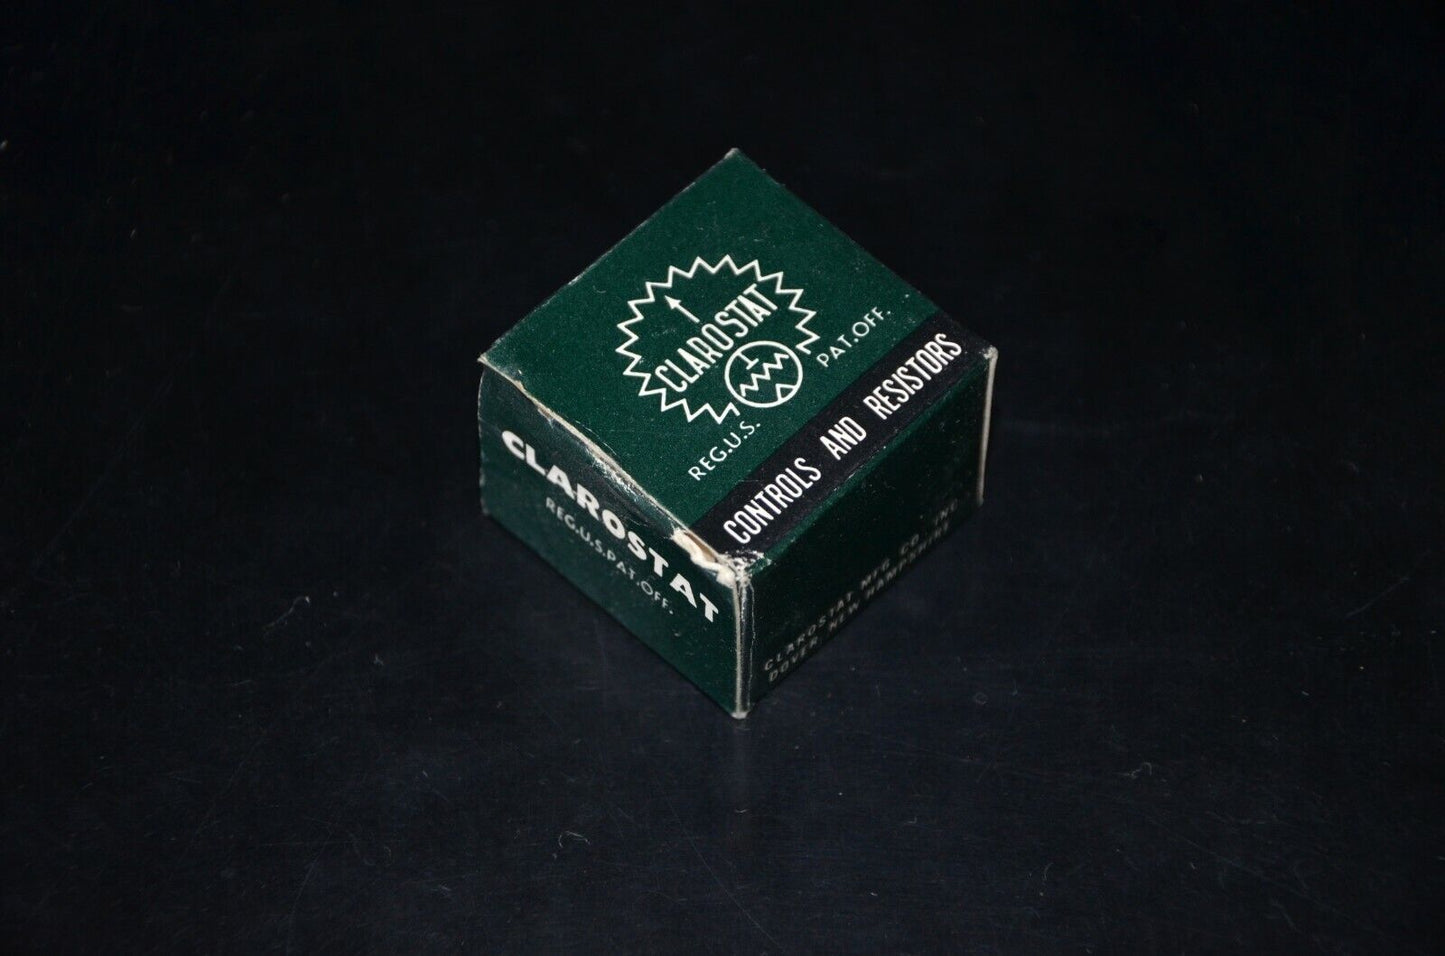 CLAROSTAT
REG.U.S. PAT.OFF.
CONTROLS AND RESISTORS
CLAROSTAT
REG.U.S.PAT.OFF.
CLAROSTAT MFG CO INC
DOVER NEW HAMPSHIRE